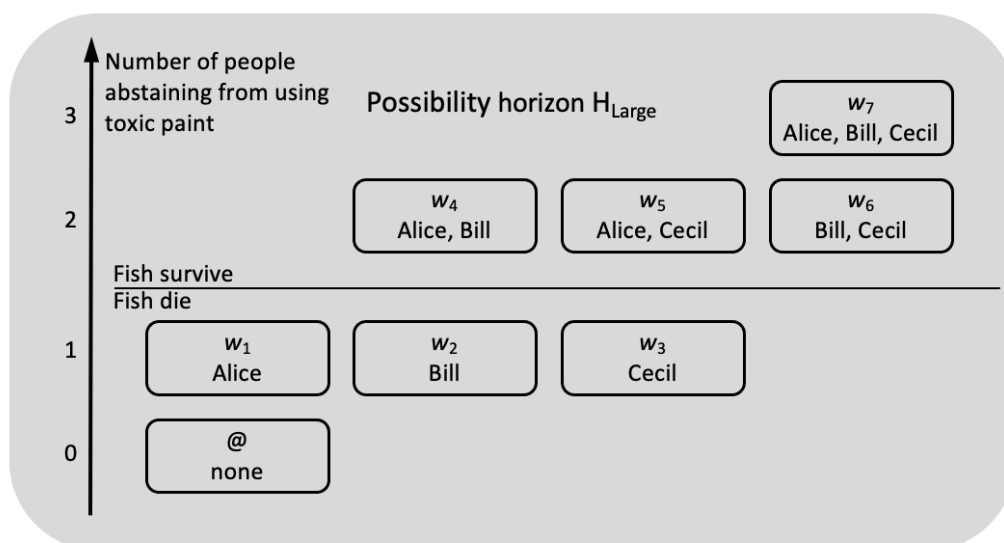 Number of people
abstaining from using
toxic paint
Possibility horizon H_Large
3
w₇
Alice, Bill, Cecil
2
w₄
Alice, Bill
w₅
Alice, Cecil
w₆
Bill, Cecil
Fish survive
Fish die
1
w₁
Alice
w₂
Bill
w₃
Cecil
0
@
none